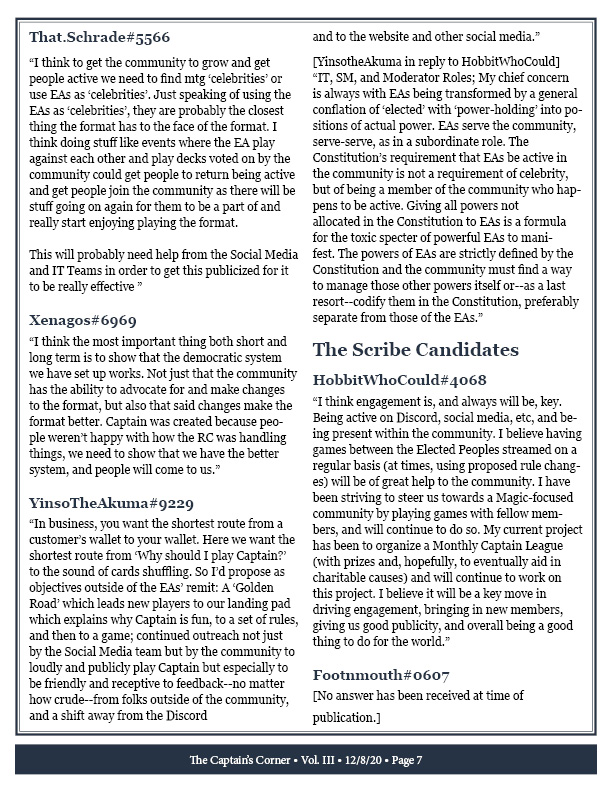 That.Schrade#5566
“I think to get the community to grow and get
people active we need to find mtg ‘celebrities’ or
use EAs as ‘celebrities’. Just speaking of using the
EAs as ‘celebrities’, they are probably the closest
thing the format has to the face of the format. I
think doing stuff like events where the EA play
against each other and play decks voted on by the
community could get people to return being active
and get people join the community as there will be
stuff going on again for them to be a part of and
really start enjoying playing the format.
This will probably need help from the Social Media
and IT Teams in order to get this publicized for it
to be really effective ”
Xenagos#6969
“I think the most important thing both short and
long term is to show that the democratic system
we have set up works. Not just that the community
has the ability to advocate for and make changes
to the format, but also that said changes make the
format better. Captain was created because peo-
ple weren’t happy with how the RC was handling
things, we need to show that we have the better
system, and people will come to us.”
YinsoTheAkuma#9229
“In business, you want the shortest route from a
customer’s wallet to your wallet. Here we want the
shortest route from ‘Why should I play Captain?’
to the sound of cards shuffling. So I’d propose as
objectives outside of the EAs’ remit: A ‘Golden
Road’ which leads new players to our landing pad
which explains why Captain is fun, to a set of rules,
and then to a game; continued outreach not just
by the Social Media team but by the community to
loudly and publicly play Captain but especially to
be friendly and receptive to feedback--no matter
how crude--from folks outside of the community,
and a shift away from the Discord
and to the website and other social media.”
[YinsotheAkuma in reply to HobbitWhoCould]
“IT, SM, and Moderator Roles; My chief concern
is always with EAs being transformed by a general
conflation of ‘elected’ with ‘power-holding’ into po-
sitions of actual power. EAs serve the community,
serve-serve, as in a subordinate role. The
Constitution’s requirement that EAs be active in
the community is not a requirement of celebrity,
but of being a member of the community who hap-
pens to be active. Giving all powers not
allocated in the Constitution to EAs is a formula
for the toxic specter of powerful EAs to mani-
fest. The powers of EAs are strictly defined by the
Constitution and the community must find a way
to manage those other powers itself or--as a last
resort--codify them in the Constitution, preferably
separate from those of the EAs.”
The Scribe Candidates
HobbitWhoCould#4068
“I think engagement is, and always will be, key.
Being active on Discord, social media, etc, and be-
ing present within the community. I believe having
games between the Elected Peoples streamed on a
regular basis (at times, using proposed rule chang-
es) will be of great help to the community. I have
been striving to steer us towards a Magic-focused
community by playing games with fellow mem-
bers, and will continue to do so. My current project
has been to organize a Monthly Captain League
(with prizes and, hopefully, to eventually aid in
charitable causes) and will continue to work on
this project. I believe it will be a key move in
driving engagement, bringing in new members,
giving us good publicity, and overall being a good
thing to do for the world.”
Footnmouth#0607
[No answer has been received at time of
publication.]
The Captain’s Corner • Vol. III • 12/8/20 • Page 7